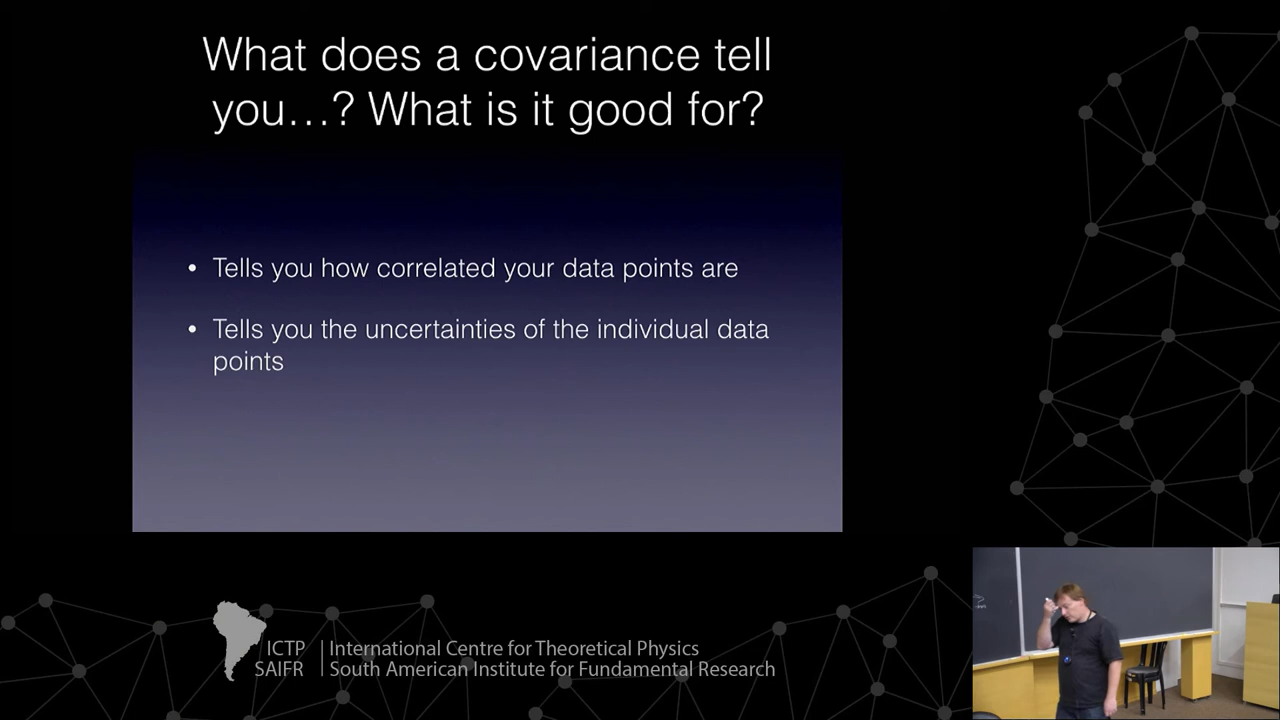 What does a covariance tell
you…? What is it good for?
• Tells you how correlated your data points are
• Tells you the uncertainties of the individual data
points
ICTP | International Centre for Theoretical Physics
SAIFR | South American Institute for Fundamental Research